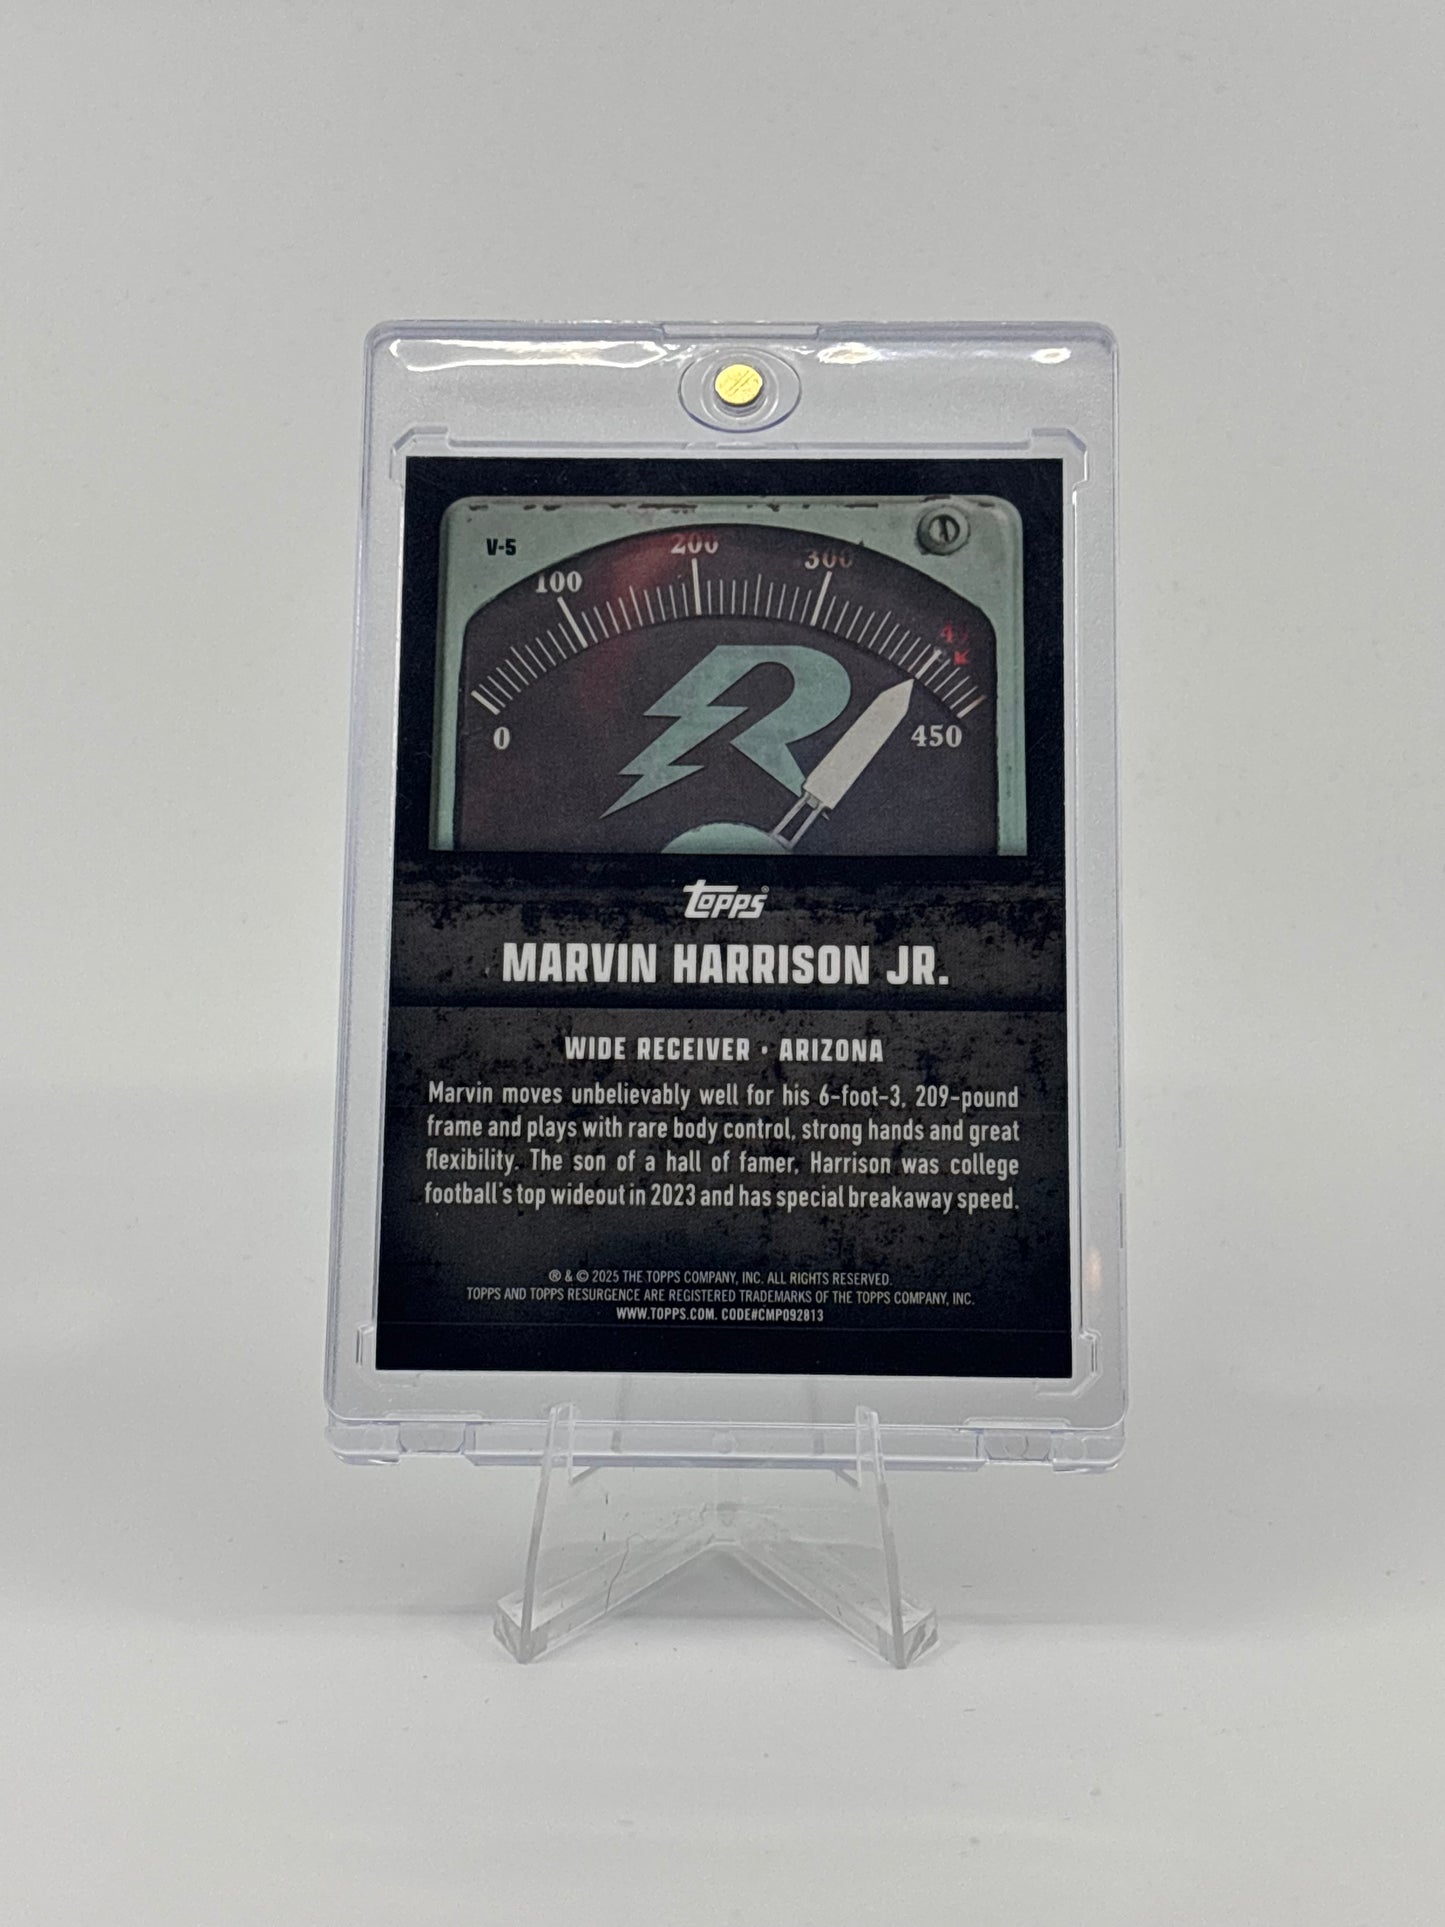 V-5
100
200
300
0
450
Topps®
MARVIN HARRISON JR.
WIDE RECEIVER • ARIZONA
Marvin moves unbelievably well for his 6-foot-3, 209-pound
frame and plays with rare body control, strong hands and great
flexibility. The son of a hall of famer, Harrison was college
football's top wideout in 2023 and has special breakaway speed.
® & © 2025 THE TOPPS COMPANY, INC. ALL RIGHTS RESERVED.
TOPPS AND TOPPS RESURGENCE ARE REGISTERED TRADEMARKS OF THE TOPPS COMPANY, INC.
WWW.TOPPS.COM. CODE#CMP092813